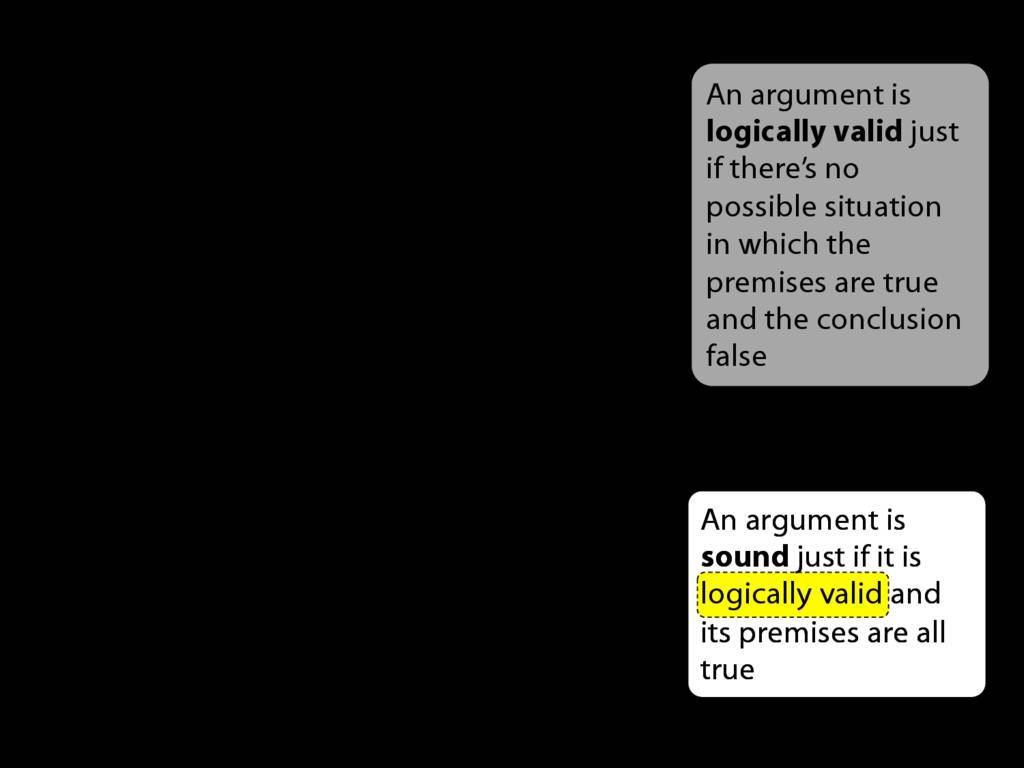 An argument is
logically valid just
if there’s no
possible situation
in which the
premises are true
and the conclusion
false
An argument is
sound just if it is
logically valid and
its premises are all
true